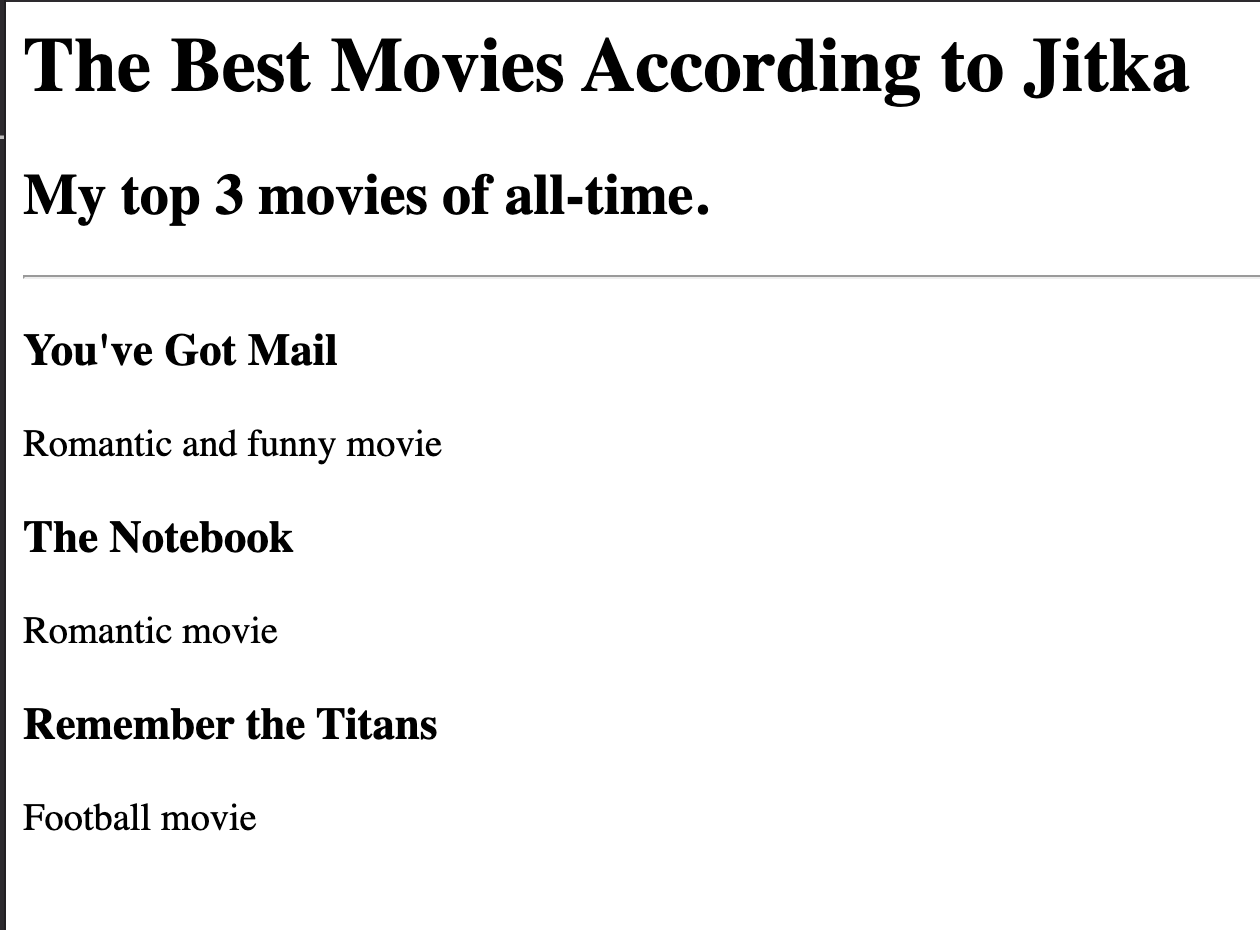 The Best Movies According to Jitka
My top 3 movies of all-time.
You've Got Mail
Romantic and funny movie
The Notebook
Romantic movie
Remember the Titans
Football movie